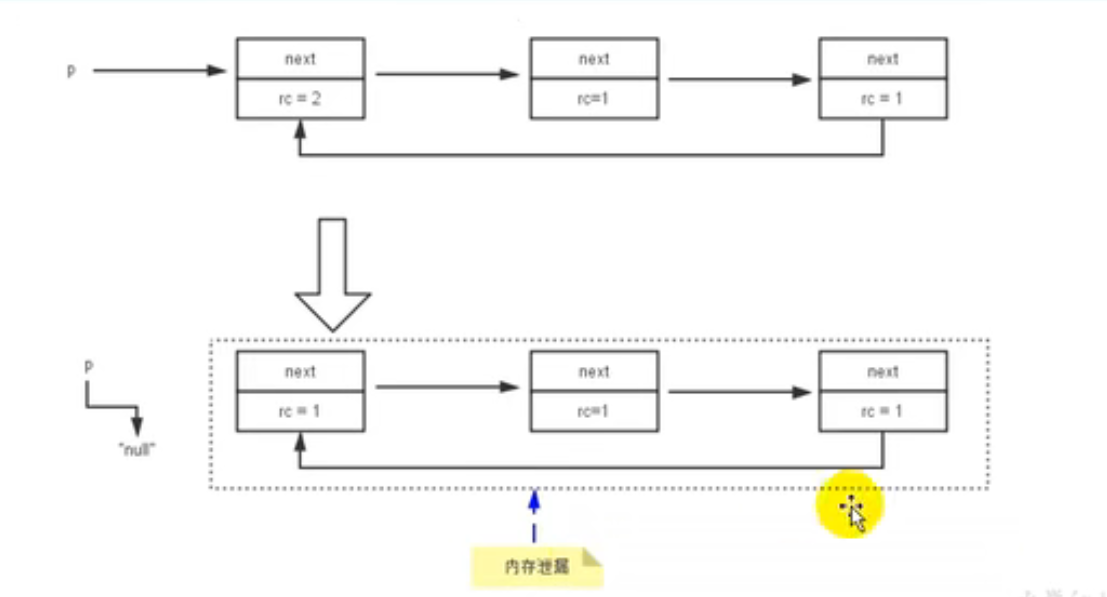 p
next
next
next
rc = 2
rc=1
rc = 1
p
next
next
next
rc = 1
rc=1
rc = 1
"null"
内存泄漏